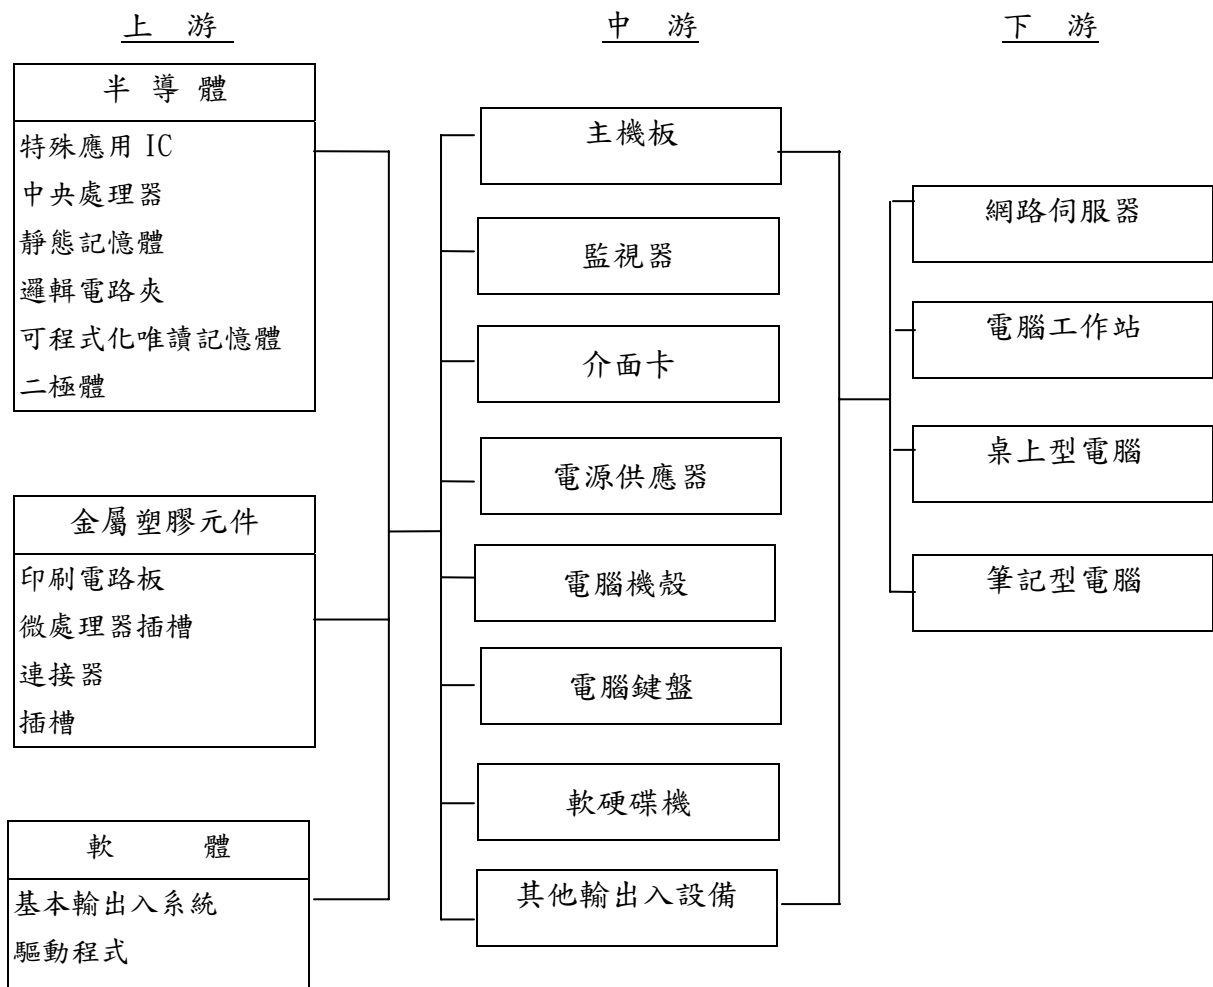 上 游
中 游
下 游
半 導 體
特殊應用 IC
中央處理器
靜態記憶體
邏輯電路夾
可程式化唯讀記憶體
二極體
金屬塑膠元件
印刷電路板
微處理器插槽
連接器
插槽
軟 體
基本輸出入系統
驅動程式
主機板
監視器
介面卡
電源供應器
電腦機殼
電腦鍵盤
軟硬碟機
其他輸出入設備
網路伺服器
電腦工作站
桌上型電腦
筆記型電腦